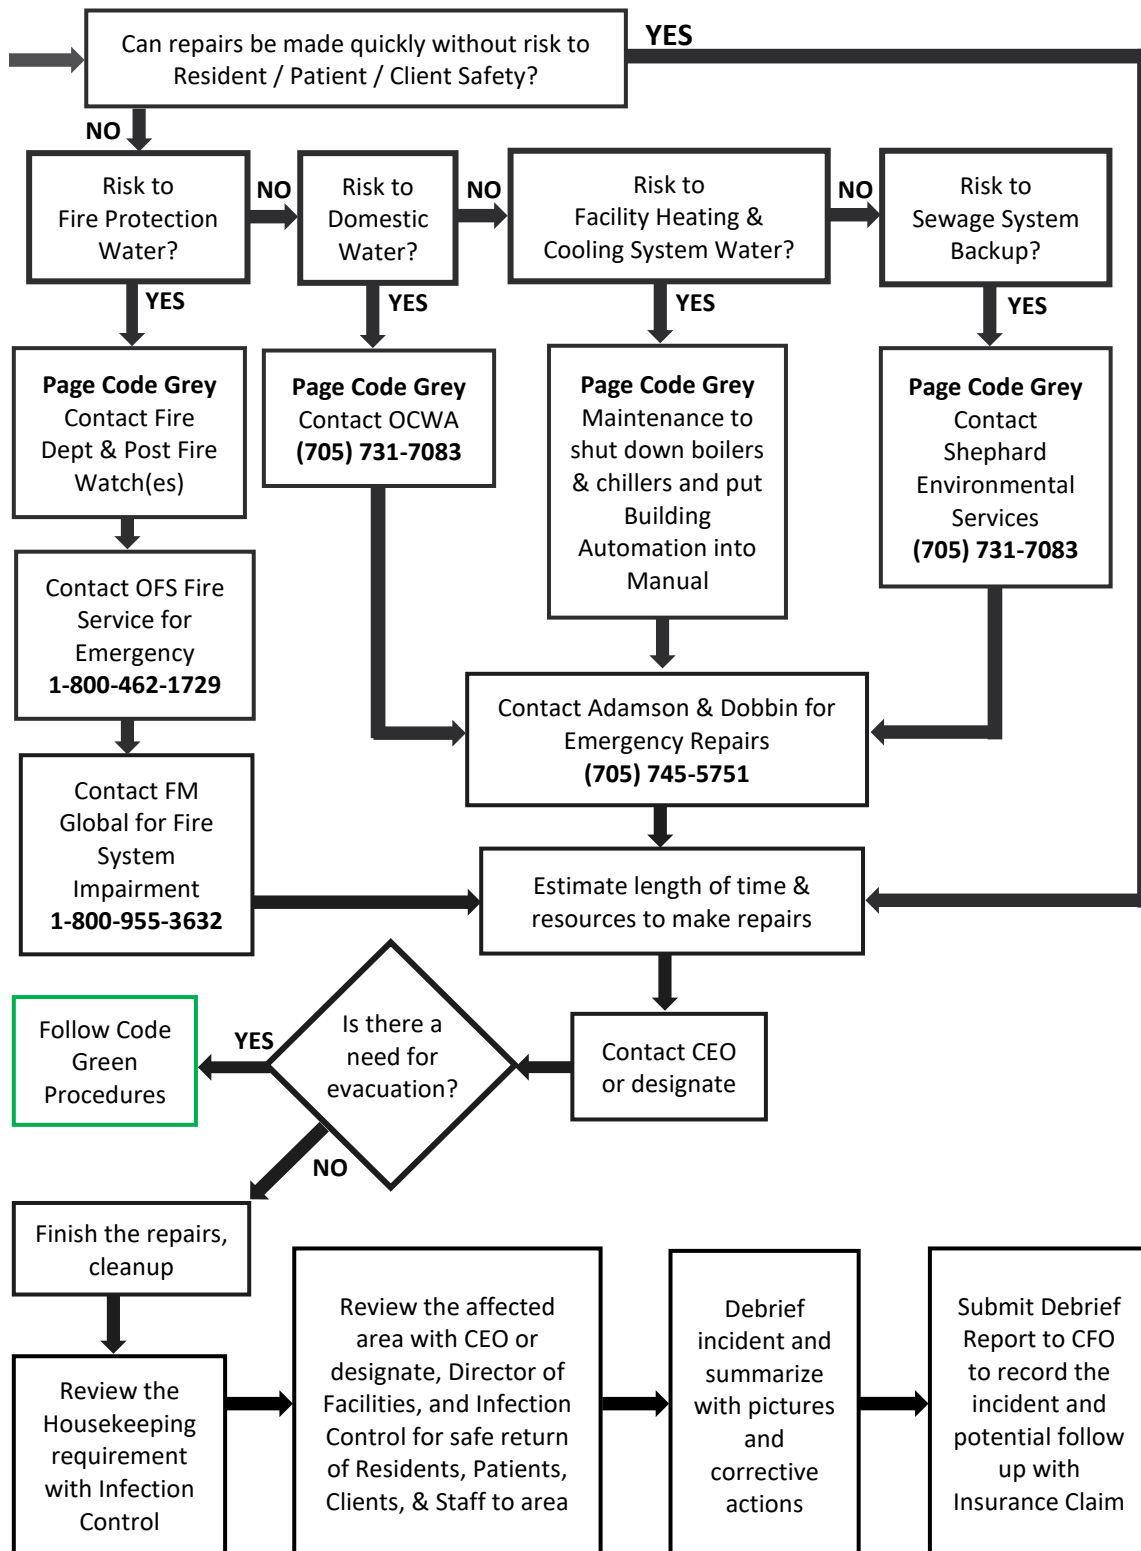 Can repairs be made quickly without risk to
Resident / Patient / Client Safety?
YES
NO
Risk to
Fire Protection
Water?
NO
Risk to
Domestic
Water?
NO
Risk to
Facility Heating &
Cooling System Water?
NO
Risk to
Sewage System
Backup?
YES
YES
YES
YES
Page Code Grey
Contact Fire
Dept & Post Fire
Watch(es)
Page Code Grey
Contact OCWA
(705) 731-7083
Page Code Grey
Maintenance to
shut down boilers
& chillers and put
Building
Automation into
Manual
Page Code Grey
Contact
Shephard
Environmental
Services
(705) 731-7083
Contact OFS Fire
Service for
Emergency
1-800-462-1729
Contact Adamson & Dobbin for
Emergency Repairs
(705) 745-5751
Contact FM
Global for Fire
System
Impairment
1-800-955-3632
Estimate length of time &
resources to make repairs
Contact CEO
or designate
Is there a
need for
evacuation?
YES
Follow Code
Green
Procedures
NO
Finish the repairs,
cleanup
Review the
Housekeeping
requirement
with Infection
Control
Review the affected
area with CEO or
designate, Director of
Facilities, and Infection
Control for safe return
of Residents, Patients,
Clients, & Staff to area
Debrief
incident and
summarize
with pictures
and
corrective
actions
Submit Debrief
Report to CFO
to record the
incident and
potential follow
up with
Insurance Claim